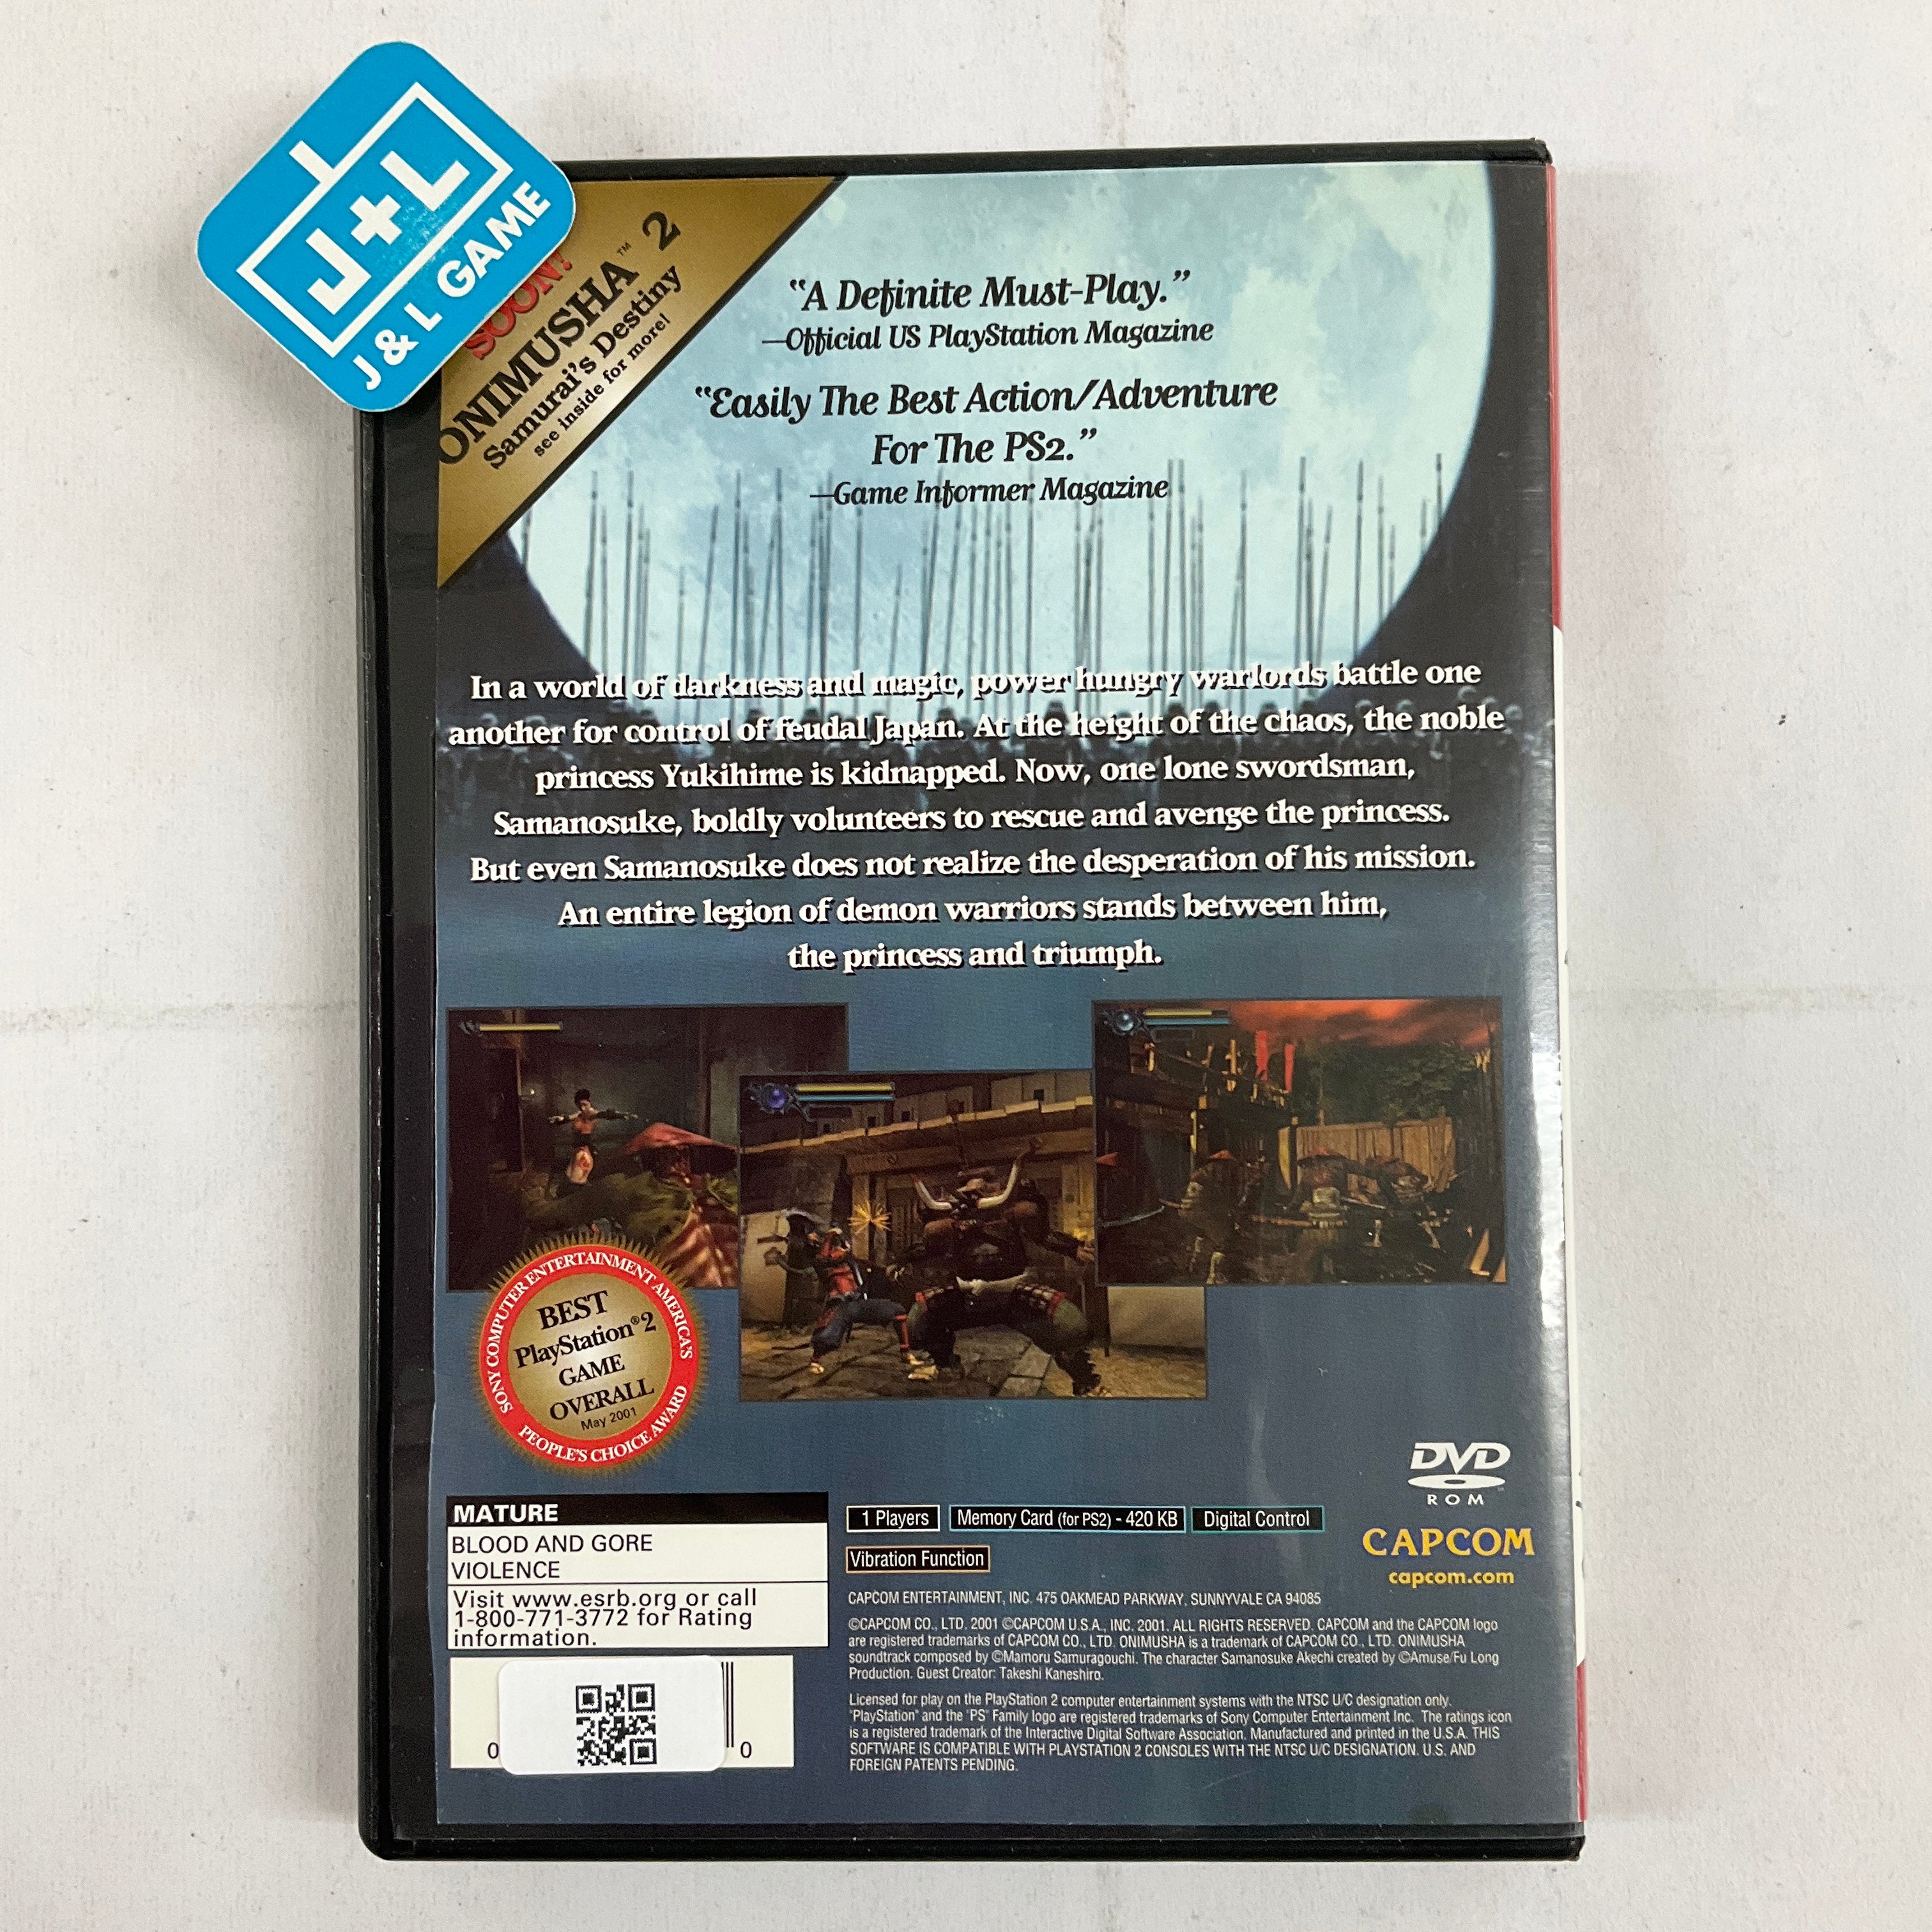 J+L
J & L GAME
SOON!
ONIMUSHA™ 2
Samurai's Destiny
see inside for more!
"A Definite Must-Play."
—Official US PlayStation Magazine
"Easily The Best Action/Adventure
For The PS2."
—Game Informer Magazine
In a world of darkness and magic, power hungry warlords battle one
another for control of feudal Japan. At the height of the chaos, the noble
princess Yukihime is kidnapped. Now, one lone swordsman,
Samanosuke, boldly volunteers to rescue and avenge the princess.
But even Samanosuke does not realize the desperation of his mission.
An entire legion of demon warriors stands between him,
the princess and triumph.
SONY COMPUTER ENTERTAINMENT AMERICA'S
BEST
PlayStation®2
GAME
OVERALL
May 2001
PEOPLE'S CHOICE AWARD
MATURE
BLOOD AND GORE
VIOLENCE
Visit www.esrb.org or call
1-800-771-3772 for Rating
information.
0 0
1 Players
Memory Card (for PS2) - 420 KB
Digital Control
Vibration Function
DVD
ROM
CAPCOM
capcom.com
CAPCOM ENTERTAINMENT, INC. 475 OAKMEAD PARKWAY, SUNNYVALE CA 94085
©CAPCOM CO., LTD. 2001 ©CAPCOM U.S.A., INC. 2001. ALL RIGHTS RESERVED. CAPCOM and the CAPCOM logo
are registered trademarks of CAPCOM CO., LTD. ONIMUSHA is a trademark of CAPCOM CO., LTD. ONIMUSHA
soundtrack composed by ©Mamoru Samuragouchi. The character Samanosuke Akechi created by ©Amuse/Fu Long
Production. Guest Creator: Takeshi Kaneshiro.
Licensed for play on the PlayStation 2 computer entertainment systems with the NTSC U/C designation only.
"PlayStation" and the "PS" Family logo are registered trademarks of Sony Computer Entertainment Inc. The ratings icon
is a registered trademark of the Interactive Digital Software Association. Manufactured and printed in the U.S.A. THIS
SOFTWARE IS COMPATIBLE WITH PLAYSTATION 2 CONSOLES WITH THE NTSC U/C DESIGNATION. U.S. AND
FOREIGN PATENTS PENDING.